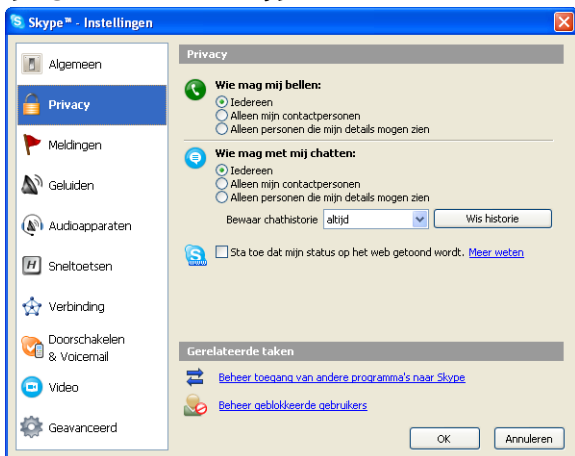 Skype™ - Instellingen
Algemeen
Privacy
Meldingen
Geluiden
Audioapparaten
H Sneltoetsen
Verbinding
Doorschakelen
& Voicemail
Video
Geavanceerd
Privacy
Wie mag mij bellen:
Iedereen
Alleen mijn contactpersonen
Alleen personen die mijn details mogen zien
Wie mag met mij chatten:
Iedereen
Alleen mijn contactpersonen
Alleen personen die mijn details mogen zien
Bewaar chathistorie altijd Wis historie
Sta toe dat mijn status op het web getoond wordt. Meer weten
Gerelateerde taken
Beheer toegang van andere programma's naar Skype
Beheer geblokkeerde gebruikers
OK Annuleren